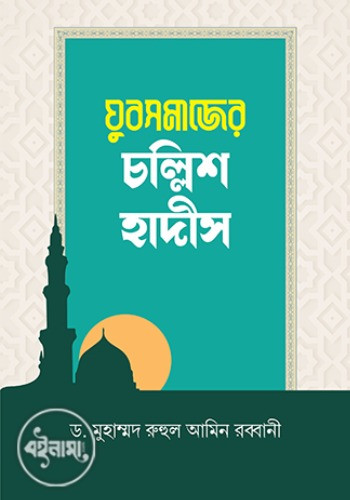 যুবসমাজের
চল্লিশ
হাদীস
ড. মুহাম্মদ রুহুল আমিন রব্বানী
বইনামা